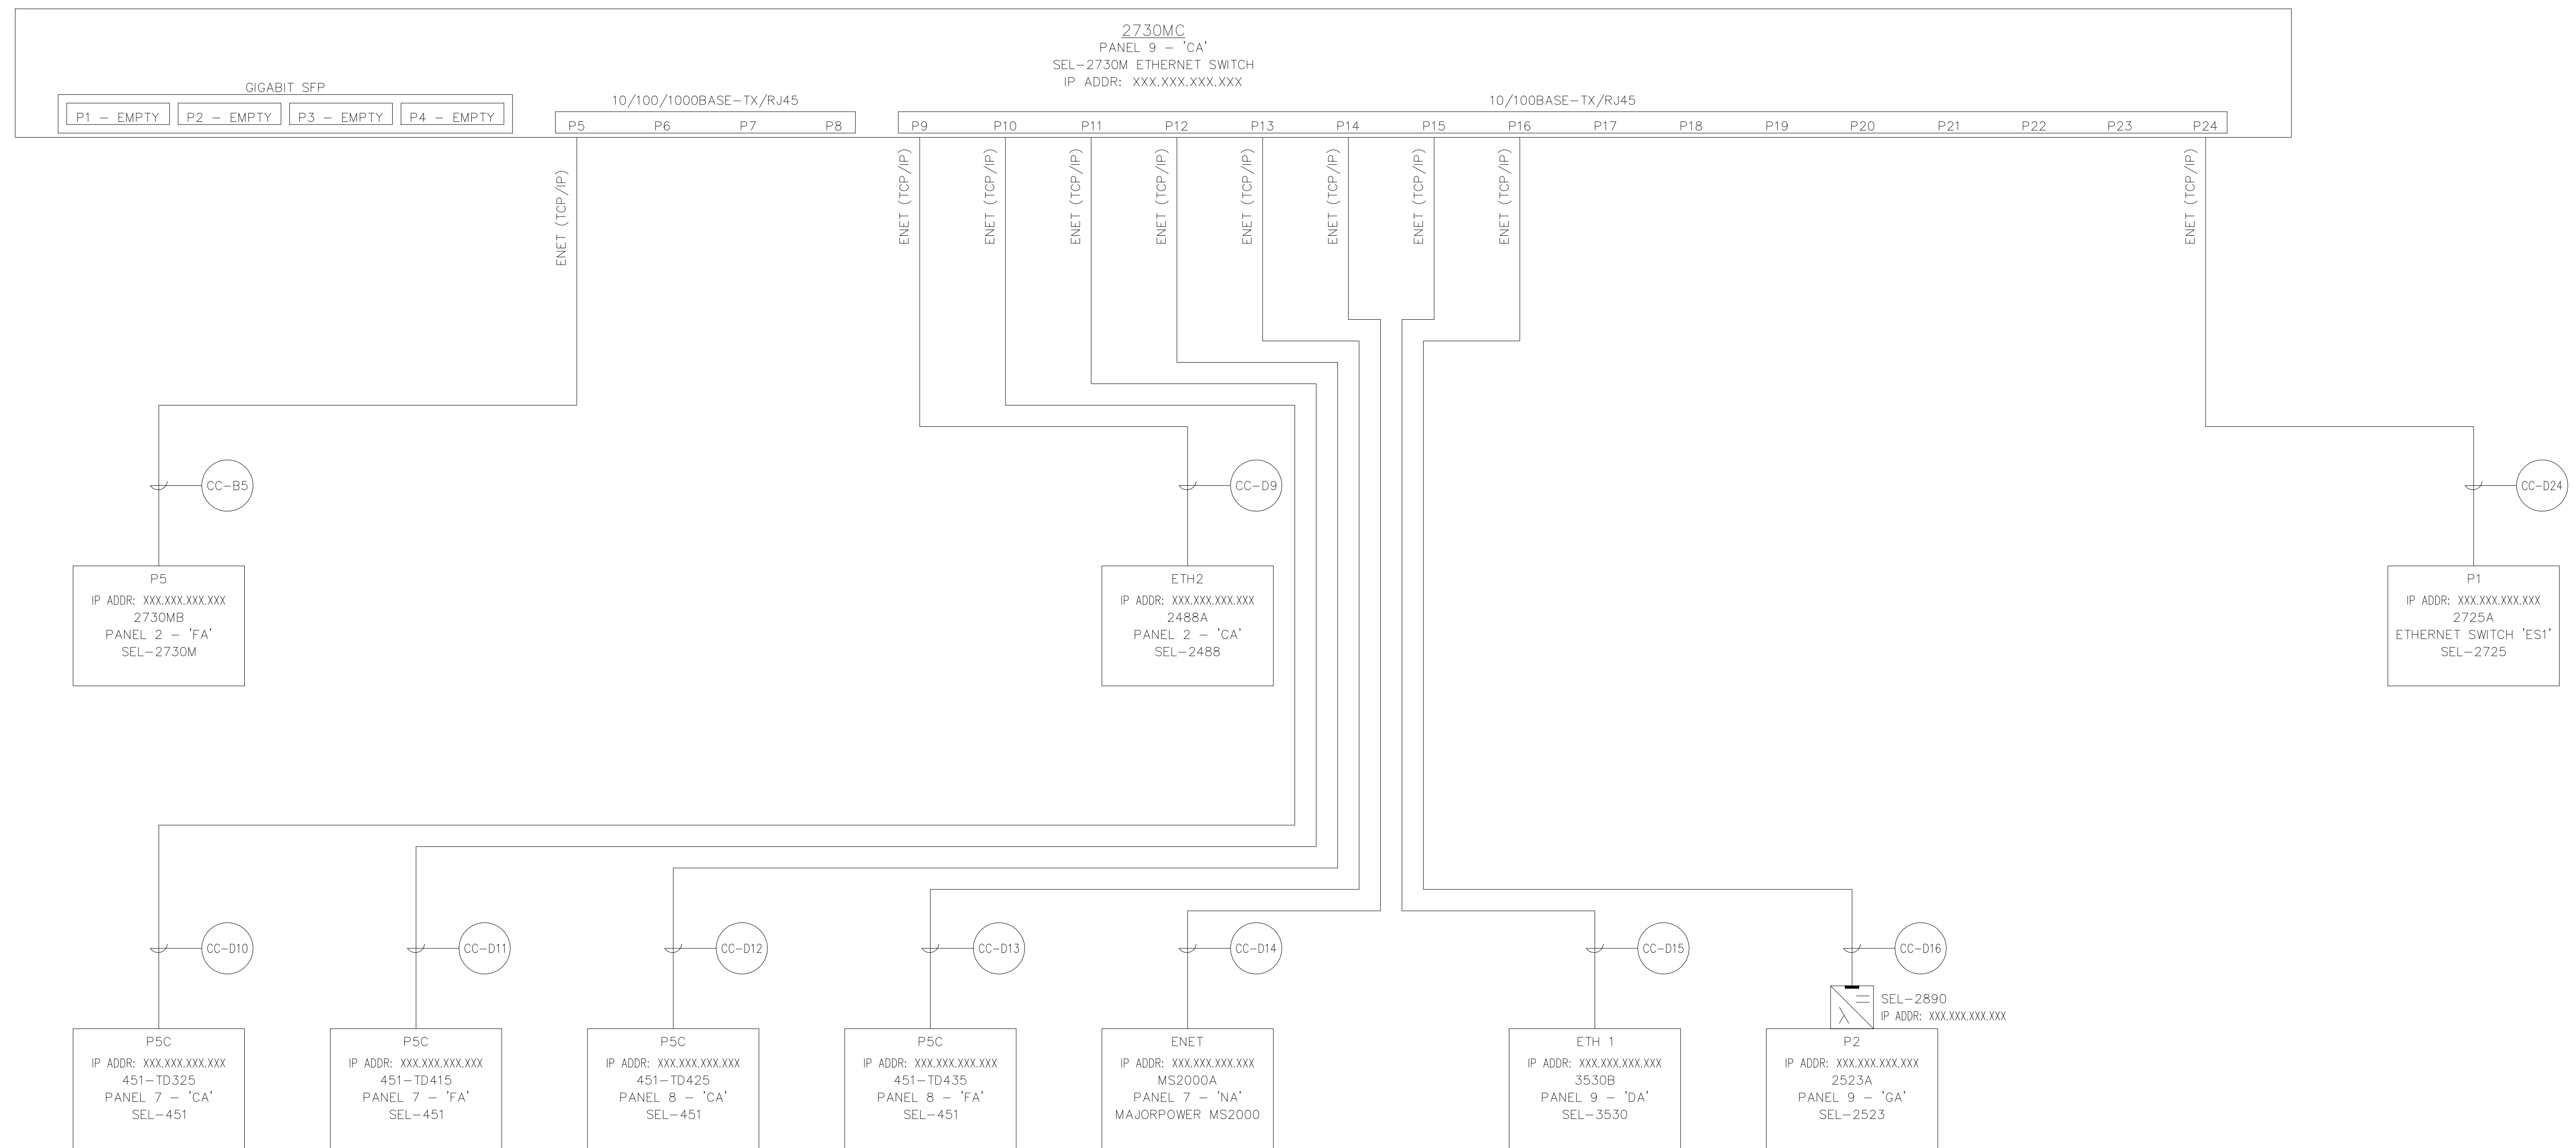 2730MC
PANEL 9 - 'CA'
SEL-2730M ETHERNET SWITCH
IP ADDR: XXX.XXX.XXX.XXX
GIGABIT SFP
10/100/1000BASE-TX/RJ45
10/100BASE-TX/RJ45
P1 - EMPTY
P2 - EMPTY
P3 - EMPTY
P4 - EMPTY
P5
P6
P7
P8
P9
P10
P11
P12
P13
P14
P15
P16
P17
P18
P19
P20
P21
P22
P23
P24
ENET (TCP/IP)
ENET (TCP/IP)
ENET (TCP/IP)
ENET (TCP/IP)
ENET (TCP/IP)
ENET (TCP/IP)
ENET (TCP/IP)
ENET (TCP/IP)
ENET (TCP/IP)
ENET (TCP/IP)
CC-B5
CC-D9
CC-D24
P5
IP ADDR: XXX.XXX.XXX.XXX
2730MB
PANEL 2 - 'FA'
SEL-2730M
ETH2
IP ADDR: XXX.XXX.XXX.XXX
2488A
PANEL 2 - 'CA'
SEL-2488
P1
IP ADDR: XXX.XXX.XXX.XXX
2725A
ETHERNET SWITCH 'ES1'
SEL-2725
CC-D10
CC-D11
CC-D12
CC-D13
CC-D14
CC-D15
CC-D16
SEL-2890
IP ADDR: XXX.XXX.XXX.XXX
P5C
IP ADDR: XXX.XXX.XXX.XXX
451-TD325
PANEL 7 - 'CA'
SEL-451
P5C
IP ADDR: XXX.XXX.XXX.XXX
451-TD415
PANEL 7 - 'FA'
SEL-451
P5C
IP ADDR: XXX.XXX.XXX.XXX
451-TD425
PANEL 8 - 'CA'
SEL-451
P5C
IP ADDR: XXX.XXX.XXX.XXX
451-TD435
PANEL 8 - 'FA'
SEL-451
ENET
IP ADDR: XXX.XXX.XXX.XXX
MS2000A
PANEL 7 - 'NA'
MAJORPOWER MS2000
ETH 1
IP ADDR: XXX.XXX.XXX.XXX
3530B
PANEL 9 - 'DA'
SEL-3530
P2
IP ADDR: XXX.XXX.XXX.XXX
2523A
PANEL 9 - 'GA'
SEL-2523